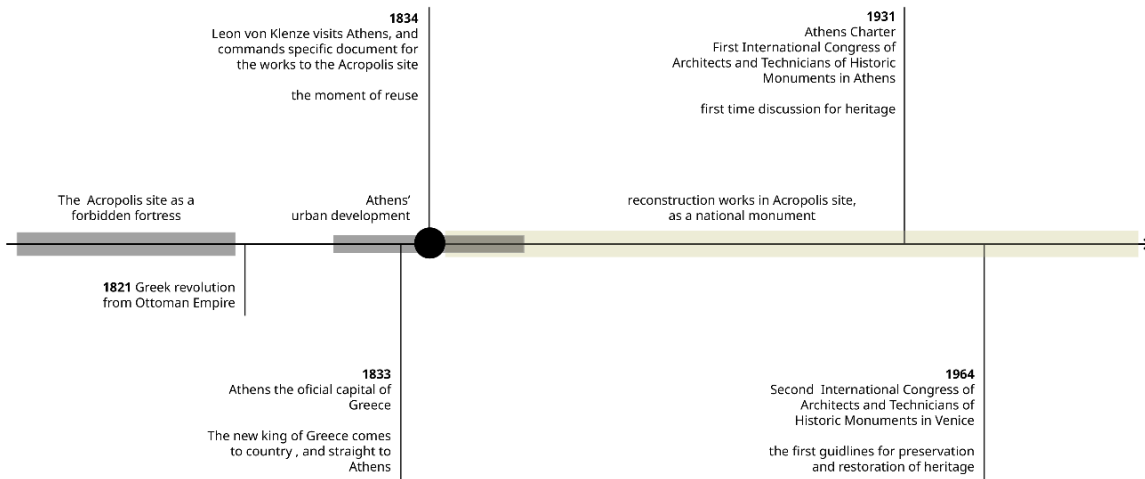 1834
Leon von Klenze visits Athens, and
commands specific document for
the works to the Acropolis site
the moment of reuse
1931
Athens Charter
First International Congress of
Architects and Technicians of Historic
Monuments in Athens
first time discussion for heritage
The Acropolis site as a
forbidden fortress
Athens'
urban development
reconstruction works in Acropolis site,
as a national monument
1821 Greek revolution
from Ottoman Empire
1833
Athens the oficial capital of
Greece
The new king of Greece comes
to country , and straight to
Athens
1964
Second International Congress of
Architects and Technicians of
Historic Monuments in Venice
the first guidlines for preservation
and restoration of heritage